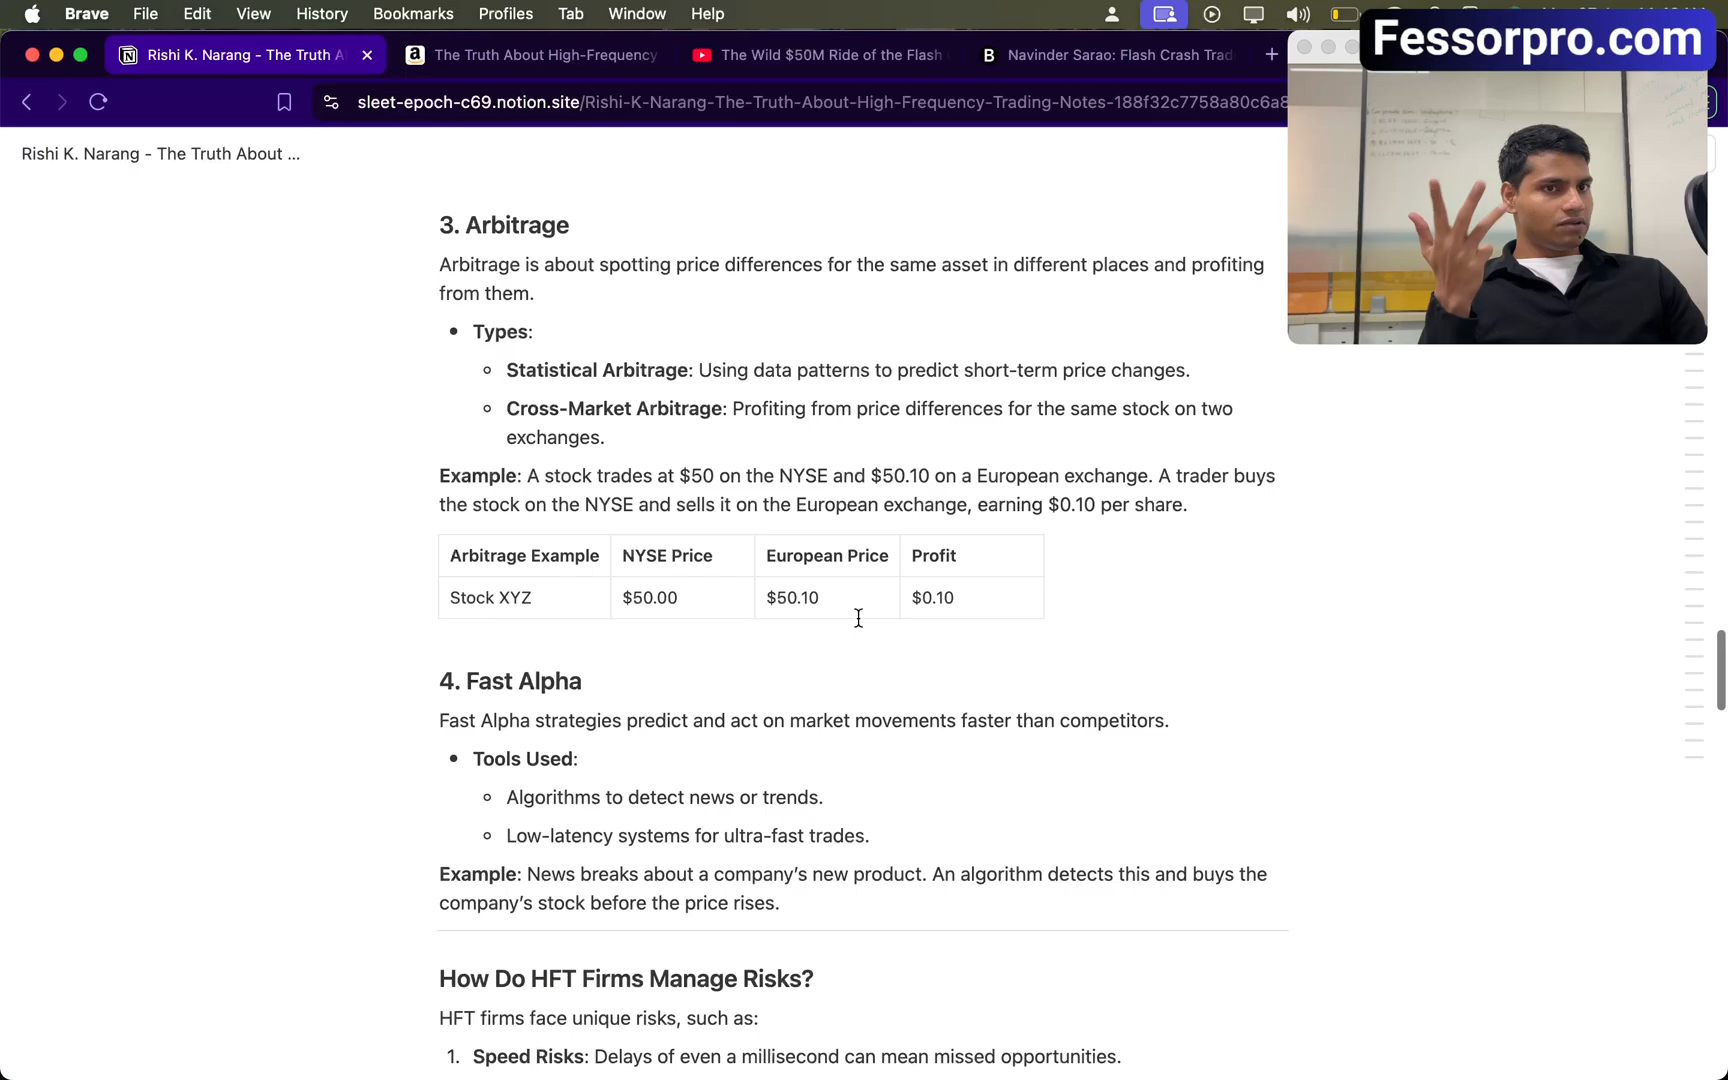 Brave File Edit View History Bookmarks Profiles Tab Window Help
Fessorpro.com
Rishi K. Narang - The Truth A
The Truth About High-Frequency
The Wild $50M Ride of the Flash
Navinder Sarao: Flash Crash Trad
sleet-epoch-c69.notion.site/Rishi-K-Narang-The-Truth-About-High-Frequency-Trading-Notes-188f32c7758a80c6a8
Rishi K. Narang - The Truth About ...
3. Arbitrage
Arbitrage is about spotting price differences for the same asset in different places and profiting
from them.
• Types:
◦ Statistical Arbitrage: Using data patterns to predict short-term price changes.
◦ Cross-Market Arbitrage: Profiting from price differences for the same stock on two
exchanges.
Example: A stock trades at $50 on the NYSE and $50.10 on a European exchange. A trader buys
the stock on the NYSE and sells it on the European exchange, earning $0.10 per share.
Arbitrage Example NYSE Price European Price Profit
Stock XYZ $50.00 $50.10 $0.10
4. Fast Alpha
Fast Alpha strategies predict and act on market movements faster than competitors.
• Tools Used:
◦ Algorithms to detect news or trends.
◦ Low-latency systems for ultra-fast trades.
Example: News breaks about a company’s new product. An algorithm detects this and buys the
company’s stock before the price rises.
How Do HFT Firms Manage Risks?
HFT firms face unique risks, such as:
1. Speed Risks: Delays of even a millisecond can mean missed opportunities.